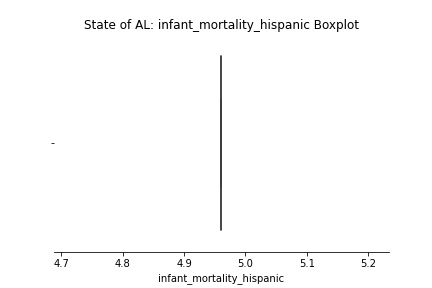 State of AL: infant_mortality_hispanic Boxplot
-
4.7 4.8 4.9 5.0 5.1 5.2
infant_mortality_hispanic